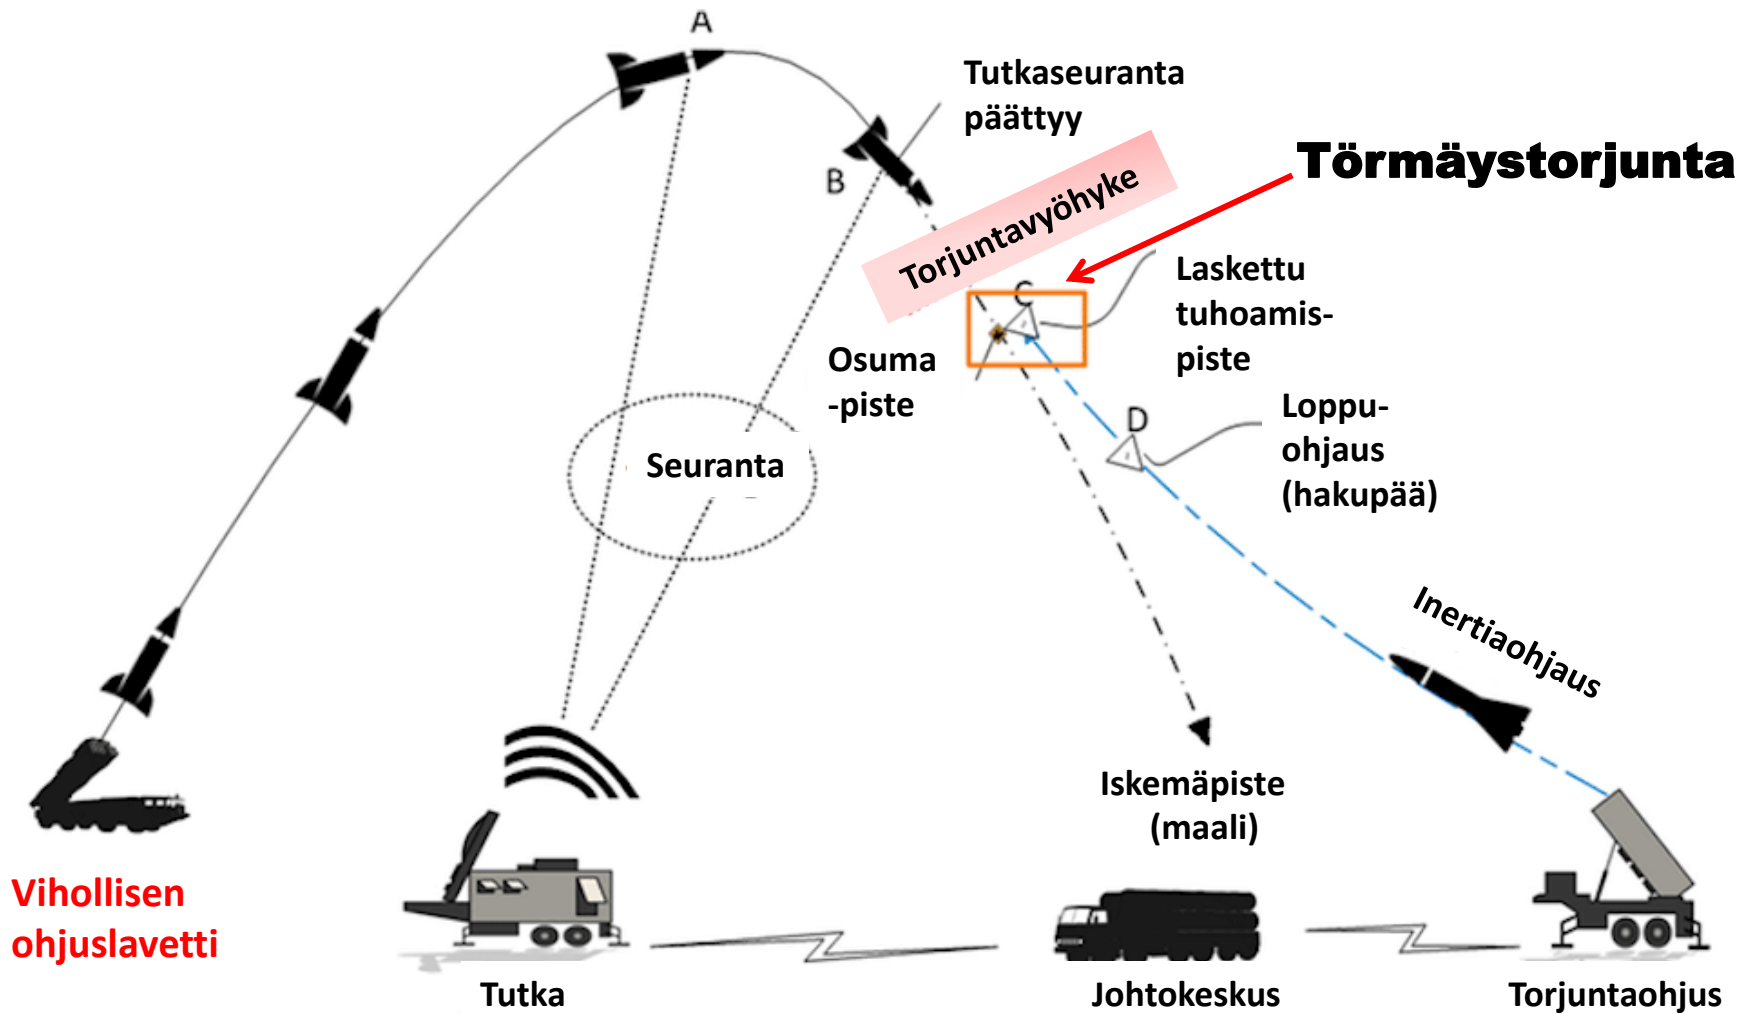 A
Tutkaseuranta
päättyy
Törmäystorjunta
B
Torjuntavyöhyke
C
Laskettu
tuhoamis-
piste
Osuma
-piste
D
Loppu-
ohjaus
(hakupää)
Seuranta
Inertiaohjaus
Iskemäpiste
(maali)
Vihollisen
ohjuslavetti
Tutka
Johtokeskus
Torjuntaohjus